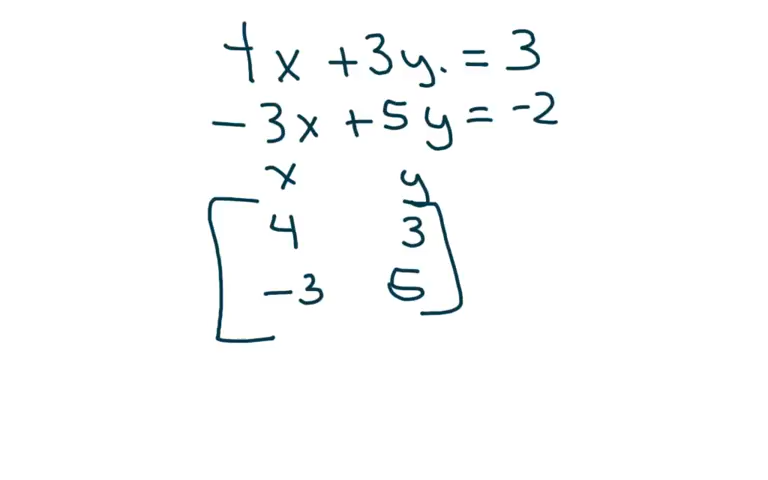 4x + 3y. = 3
- 3x + 5y = -2
x y
4 3
-3 5